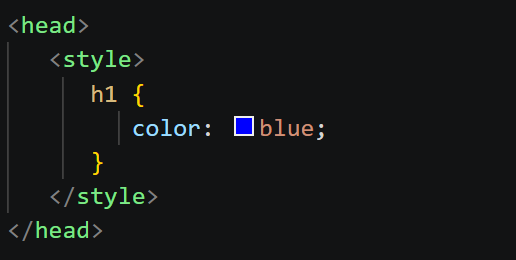 <head>
<style>
h1 {
color: blue;
}
</style>
</head>